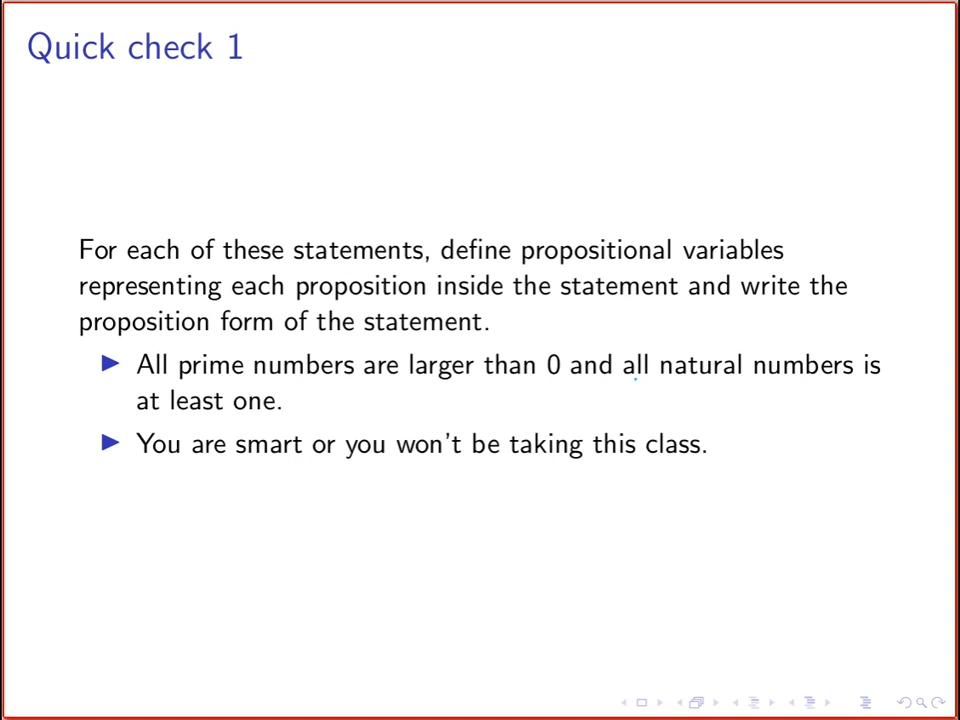 Quick check 1
For each of these statements, define propositional variables
representing each proposition inside the statement and write the
proposition form of the statement.
All prime numbers are larger than 0 and all natural numbers is
at least one.
You are smart or you won't be taking this class.